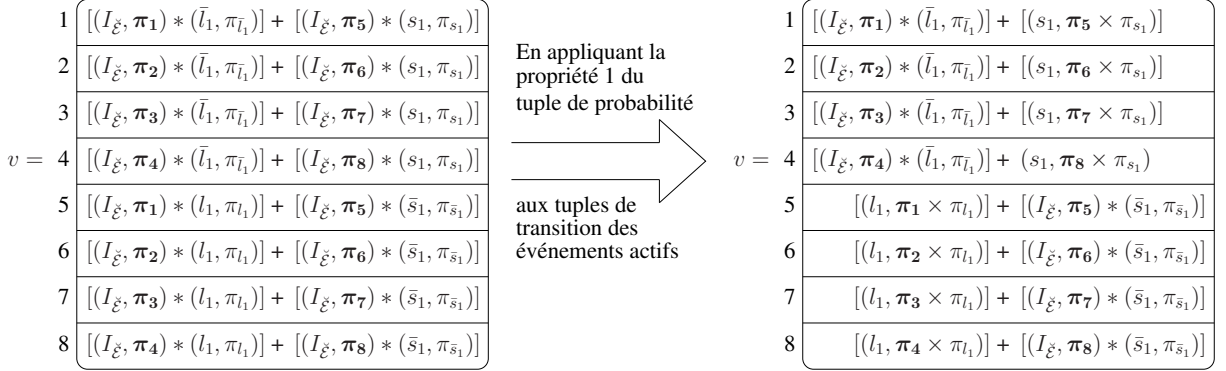 1 [(I_ℰ̆, π₁) ∗ (l̄₁, π_l̄₁)] + [(I_ℰ̆, π₅) ∗ (s₁, π_s₁)]
2 [(I_ℰ̆, π₂) ∗ (l̄₁, π_l̄₁)] + [(I_ℰ̆, π₆) ∗ (s₁, π_s₁)]
3 [(I_ℰ̆, π₃) ∗ (l̄₁, π_l̄₁)] + [(I_ℰ̆, π₇) ∗ (s₁, π_s₁)]
v = 4 [(I_ℰ̆, π₄) ∗ (l̄₁, π_l̄₁)] + [(I_ℰ̆, π₈) ∗ (s₁, π_s₁)]
5 [(I_ℰ̆, π₁) ∗ (l₁, π_l₁)] + [(I_ℰ̆, π₅) ∗ (s̄₁, π_s̄₁)]
6 [(I_ℰ̆, π₂) ∗ (l₁, π_l₁)] + [(I_ℰ̆, π₆) ∗ (s̄₁, π_s̄₁)]
7 [(I_ℰ̆, π₃) ∗ (l₁, π_l₁)] + [(I_ℰ̆, π₇) ∗ (s̄₁, π_s̄₁)]
8 [(I_ℰ̆, π₄) ∗ (l₁, π_l₁)] + [(I_ℰ̆, π₈) ∗ (s̄₁, π_s̄₁)]
En appliquant la
propriété 1 du
tuple de probabilité
aux tuples de
transition des
événements actifs
1 [(I_ℰ̆, π₁) ∗ (l̄₁, π_l̄₁)] + [(s₁, π₅ × π_s₁)]
2 [(I_ℰ̆, π₂) ∗ (l̄₁, π_l̄₁)] + [(s₁, π₆ × π_s₁)]
3 [(I_ℰ̆, π₃) ∗ (l̄₁, π_l̄₁)] + [(s₁, π₇ × π_s₁)]
v = 4 [(I_ℰ̆, π₄) ∗ (l̄₁, π_l̄₁)] + (s₁, π₈ × π_s₁)
5 [(l₁, π₁ × π_l₁)] + [(I_ℰ̆, π₅) ∗ (s̄₁, π_s̄₁)]
6 [(l₁, π₂ × π_l₁)] + [(I_ℰ̆, π₆) ∗ (s̄₁, π_s̄₁)]
7 [(l₁, π₃ × π_l₁)] + [(I_ℰ̆, π₇) ∗ (s̄₁, π_s̄₁)]
8 [(l₁, π₄ × π_l₁)] + [(I_ℰ̆, π₈) ∗ (s̄₁, π_s̄₁)]